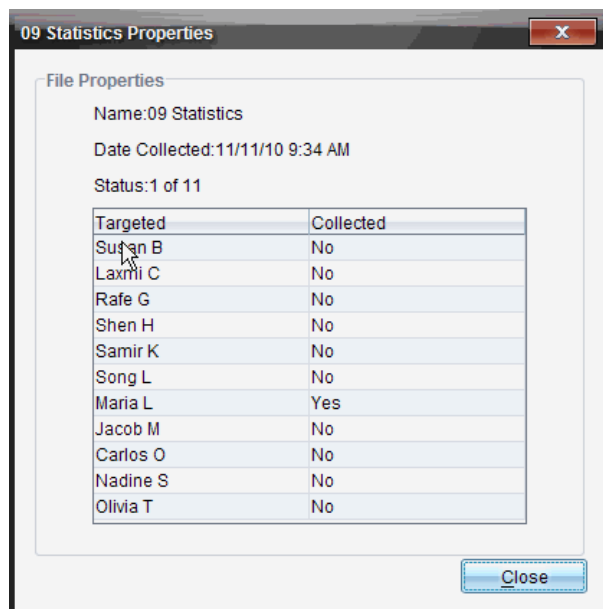 09 Statistics Properties
File Properties
Name:09 Statistics
Date Collected:11/11/10 9:34 AM
Status:1 of 11
Targeted Collected
Susan B No
Laxmi C No
Rafe G No
Shen H No
Samir K No
Song L No
Maria L Yes
Jacob M No
Carlos O No
Nadine S No
Olivia T No
Close